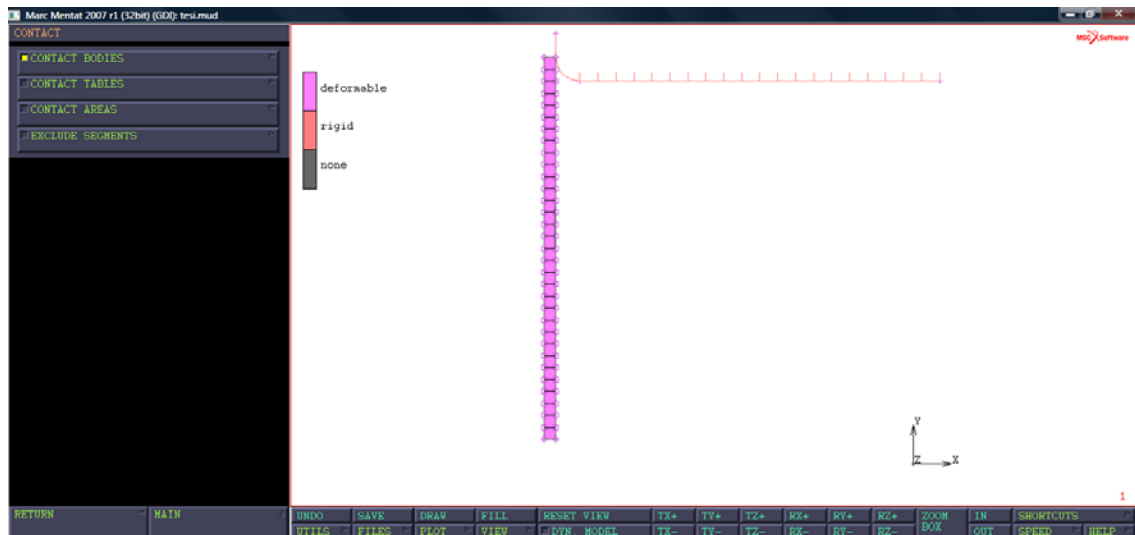 Marc Mentat 2007 r1 (32bit) (GDI): tesi.mud
CONTACT
CONTACT BODIES
CONTACT TABLES
CONTACT AREAS
EXCLUDE SEGMENTS
deformable
rigid
none
MSC Software
Y
Z X
1
RETURN MAIN
UNDO SAVE DRAW FILL RESET VIEW TX+ TY+ TZ+ RX+ RY+ RZ+ ZOOM BOX IN SHORTCUTS
UTILS FILES PLOT VIEW DYN. MODEL TX- TY- TZ- RX- RY- RZ- OUT SPEED HELP